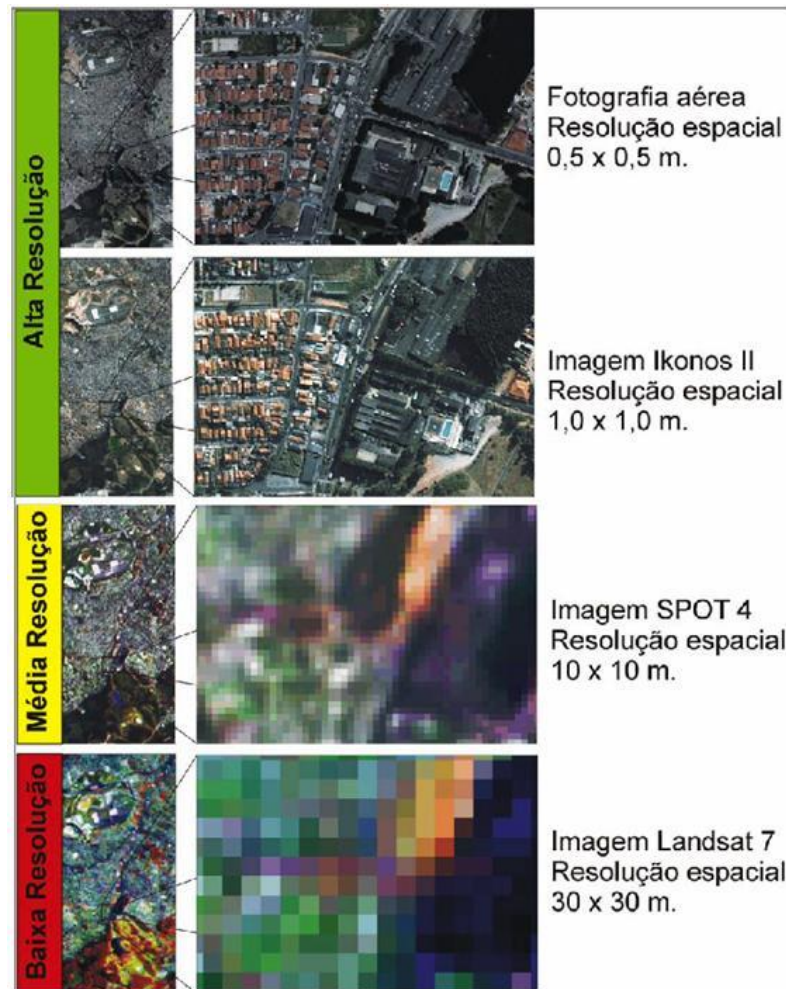 Alta Resolução
Fotografia aérea
Resolução espacial
0,5 x 0,5 m.
Imagem Ikonos II
Resolução espacial
1,0 x 1,0 m.
Média Resolução
Imagem SPOT 4
Resolução espacial
10 x 10 m.
Baixa Resolução
Imagem Landsat 7
Resolução espacial
30 x 30 m.